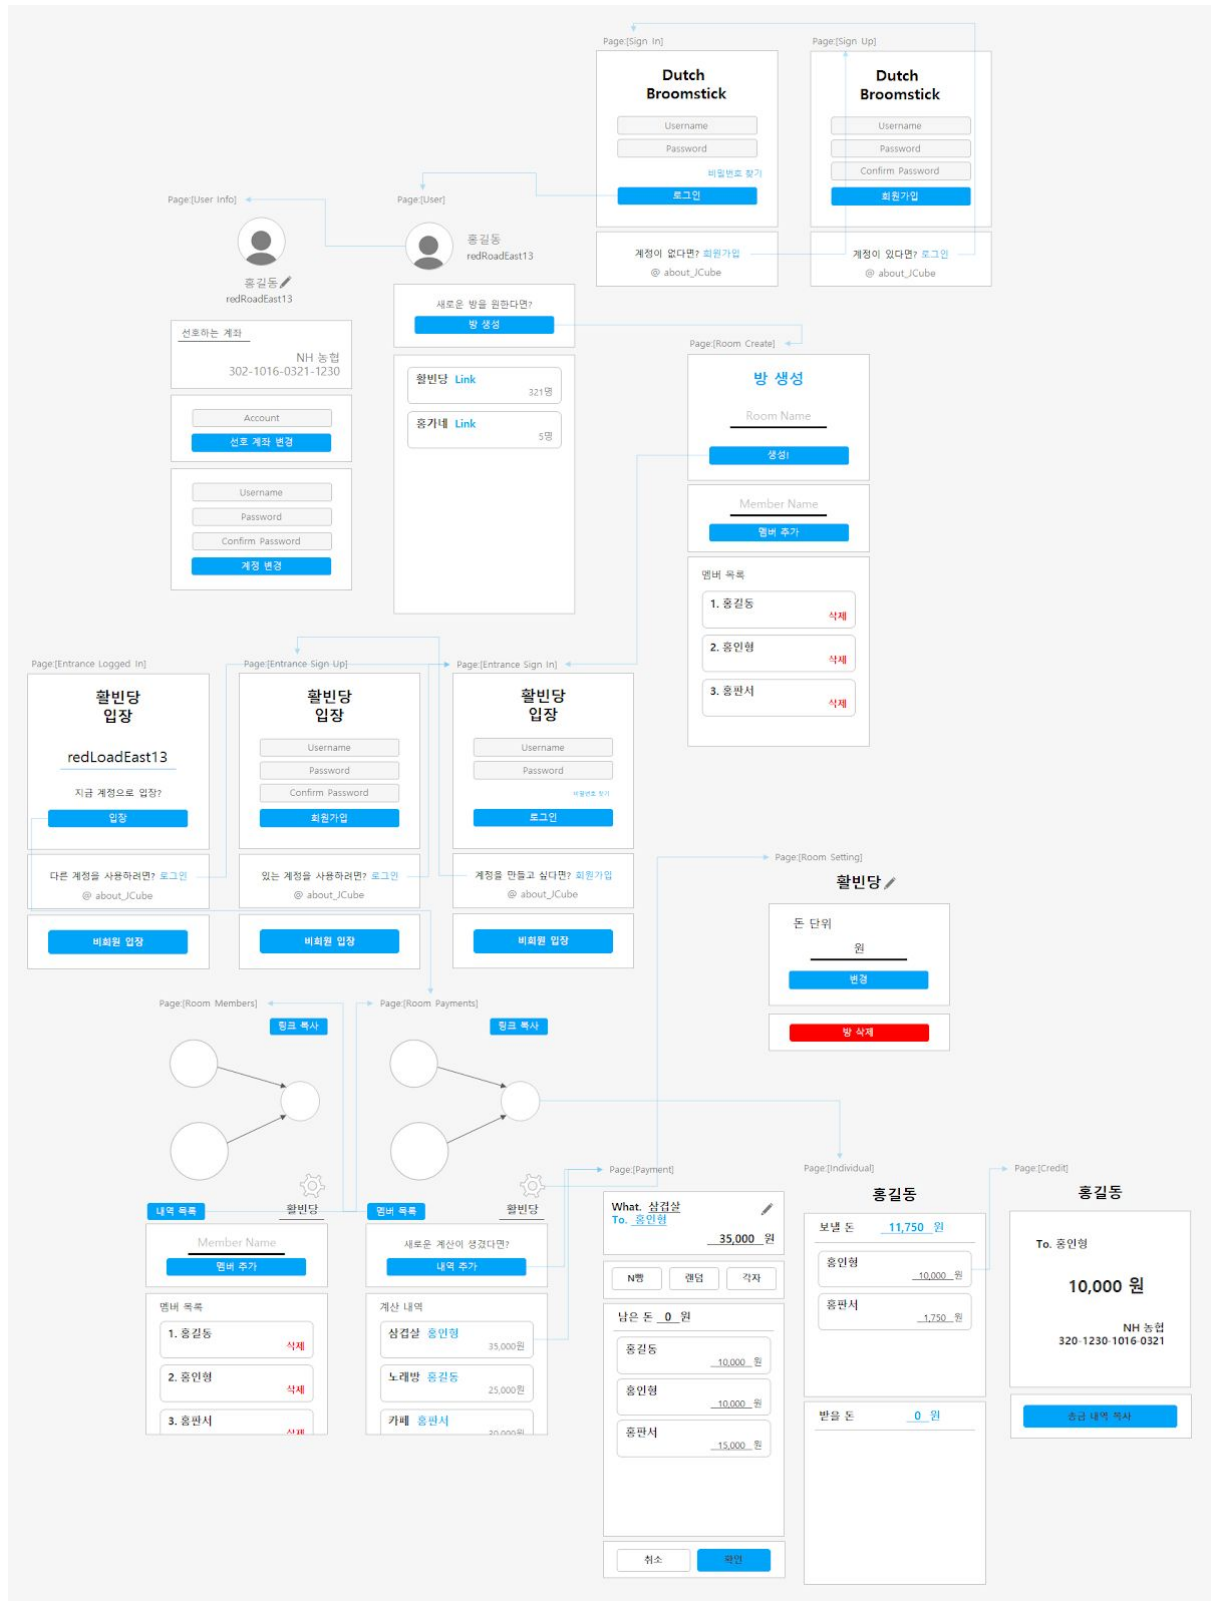 Page:[Sign In]
Dutch
Broomstick
Username
Password
비밀번호 찾기
로그인
계정이 없다면? 회원가입
@ about_JCube
Page:[Sign Up]
Dutch
Broomstick
Username
Password
Confirm Password
회원가입
계정이 있다면? 로그인
@ about_JCube
Page:[User Info]
홍길동
redRoadEast13
선호하는 계좌
NH 농협
302-1016-0321-1230
Account
선호 계좌 변경
Username
Password
Confirm Password
계정 변경
Page:[User]
홍길동
redRoadEast13
새로운 방을 원한다면?
방 생성
활빈당 Link
321명
홍가네 Link
5명
Page:[Room Create]
방 생성
Room Name
생성!
Member Name
멤버 추가
멤버 목록
1. 홍길동
삭제
2. 홍인형
삭제
3. 홍판서
삭제
Page:[Entrance Logged In]
활빈당
입장
redLoadEast13
지금 계정으로 입장?
입장
다른 계정을 사용하려면? 로그인
@ about_JCube
비회원 입장
Page:[Entrance Sign Up]
활빈당
입장
Username
Password
Confirm Password
회원가입
있는 계정을 사용하려면? 로그인
@ about_JCube
비회원 입장
Page:[Entrance Sign In]
활빈당
입장
Username
Password
비밀번호 찾기
로그인
계정을 만들고 싶다면? 회원가입
@ about_JCube
비회원 입장
Page:[Room Setting]
활빈당
돈 단위
원
변경
방 삭제
Page:[Room Members]
링크 복사
내역 목록
활빈당
Member Name
멤버 추가
멤버 목록
1. 홍길동
삭제
2. 홍인형
삭제
3. 홍판서
삭제
Page:[Room Payments]
링크 복사
멤버 목록
활빈당
새로운 계산이 생겼다면?
내역 추가
계산 내역
삼겹살 홍인형
35,000원
노래방 홍길동
25,000원
카페 홍판서
30,000원
Page:[Payment]
What. 삼겹살
To. 홍인형
35,000 원
N빵
랜덤
각자
남은 돈 0 원
홍길동
10,000 원
홍인형
10,000 원
홍판서
15,000 원
취소
확인
Page:[Individual]
홍길동
보낼 돈 11,750 원
홍인형
10,000 원
홍판서
1,750 원
받을 돈 0 원
Page:[Credit]
홍길동
To. 홍인형
10,000 원
NH 농협
320-1230-1016-0321
송금 내역 복사